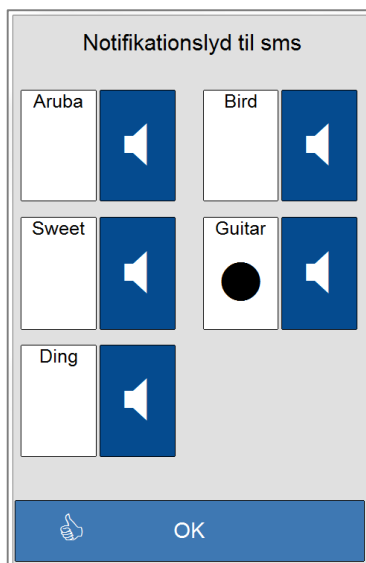 Notifikationslyd til sms
Aruba
Bird
Sweet
Guitar
Ding
OK